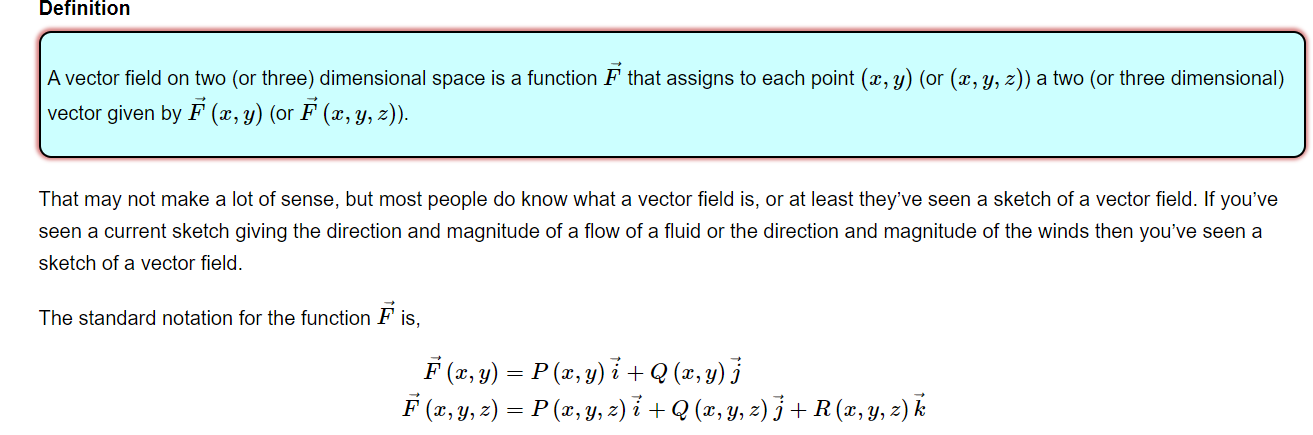 Definition
A vector field on two (or three) dimensional space is a function \(\vec{F}\) that assigns to each point \((x, y)\) (or \((x, y, z)\)) a two (or three dimensional)
vector given by \(\vec{F}\,(x, y)\) (or \(\vec{F}\,(x, y, z)\)).
That may not make a lot of sense, but most people do know what a vector field is, or at least they’ve seen a sketch of a vector field. If you’ve
seen a current sketch giving the direction and magnitude of a flow of a fluid or the direction and magnitude of the winds then you’ve seen a
sketch of a vector field.
The standard notation for the function \(\vec{F}\) is,
\(\vec{F}\,(x, y) = P\,(x, y)\,\vec{i} + Q\,(x, y)\,\vec{j}\)
\(\vec{F}\,(x, y, z) = P\,(x, y, z)\,\vec{i} + Q\,(x, y, z)\,\vec{j} + R\,(x, y, z)\,\vec{k}\)